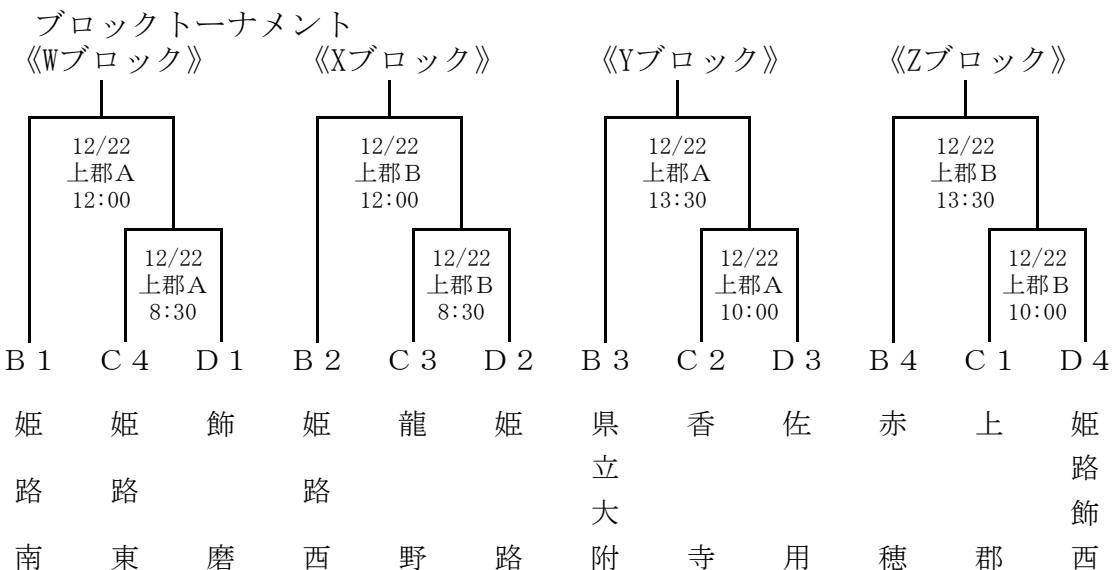 ブロックトーナメント
《Wブロック》 《Xブロック》 《Yブロック》 《Zブロック》
12/22 12/22 12/22 12/22
上郡A 上郡B 上郡A 上郡B
12:00 12:00 13:30 13:30
12/22 12/22 12/22 12/22
上郡A 上郡B 上郡A 上郡B
8:30 8:30 10:00 10:00
B1 C4 D1 B2 C3 D2 B3 C2 D3 B4 C1 D4
姫路南 姫路東 飾磨 姫路西 龍野 姫路 県立大附 香寺 佐用 赤穂 上郡 姫路飾西